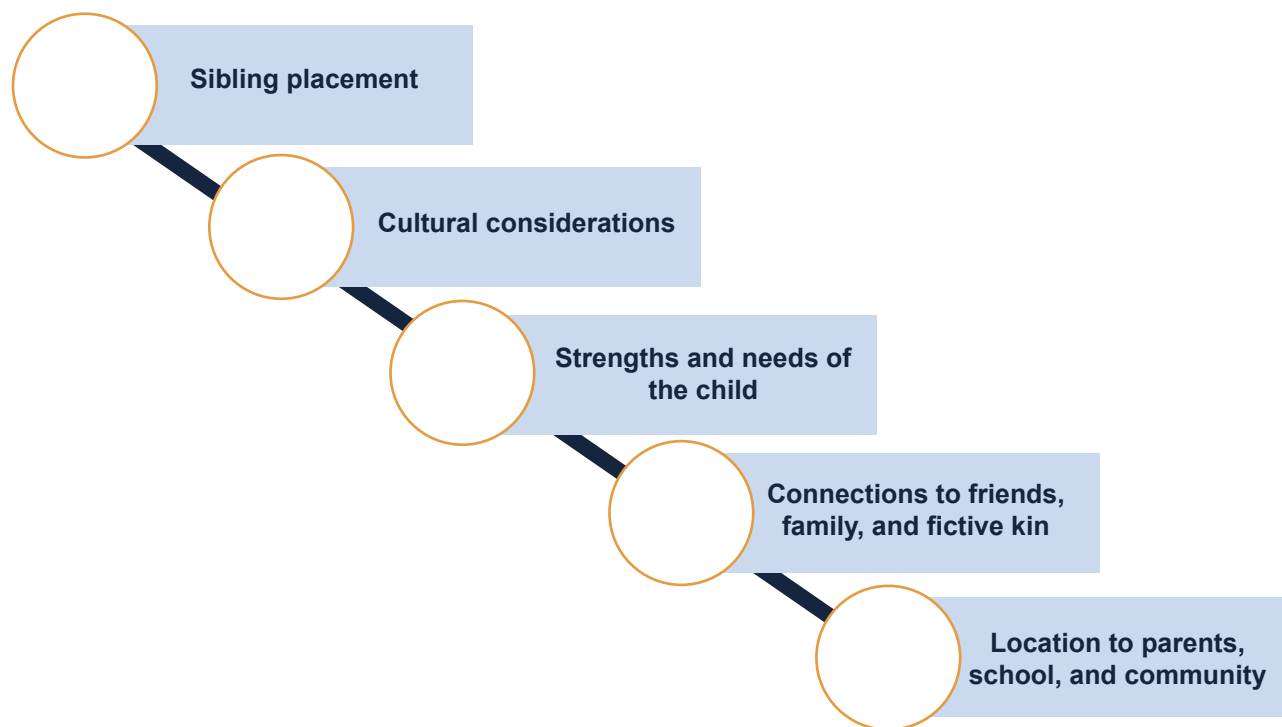 Sibling placement
Cultural considerations
Strengths and needs of
the child
Connections to friends,
family, and fictive kin
Location to parents,
school, and community